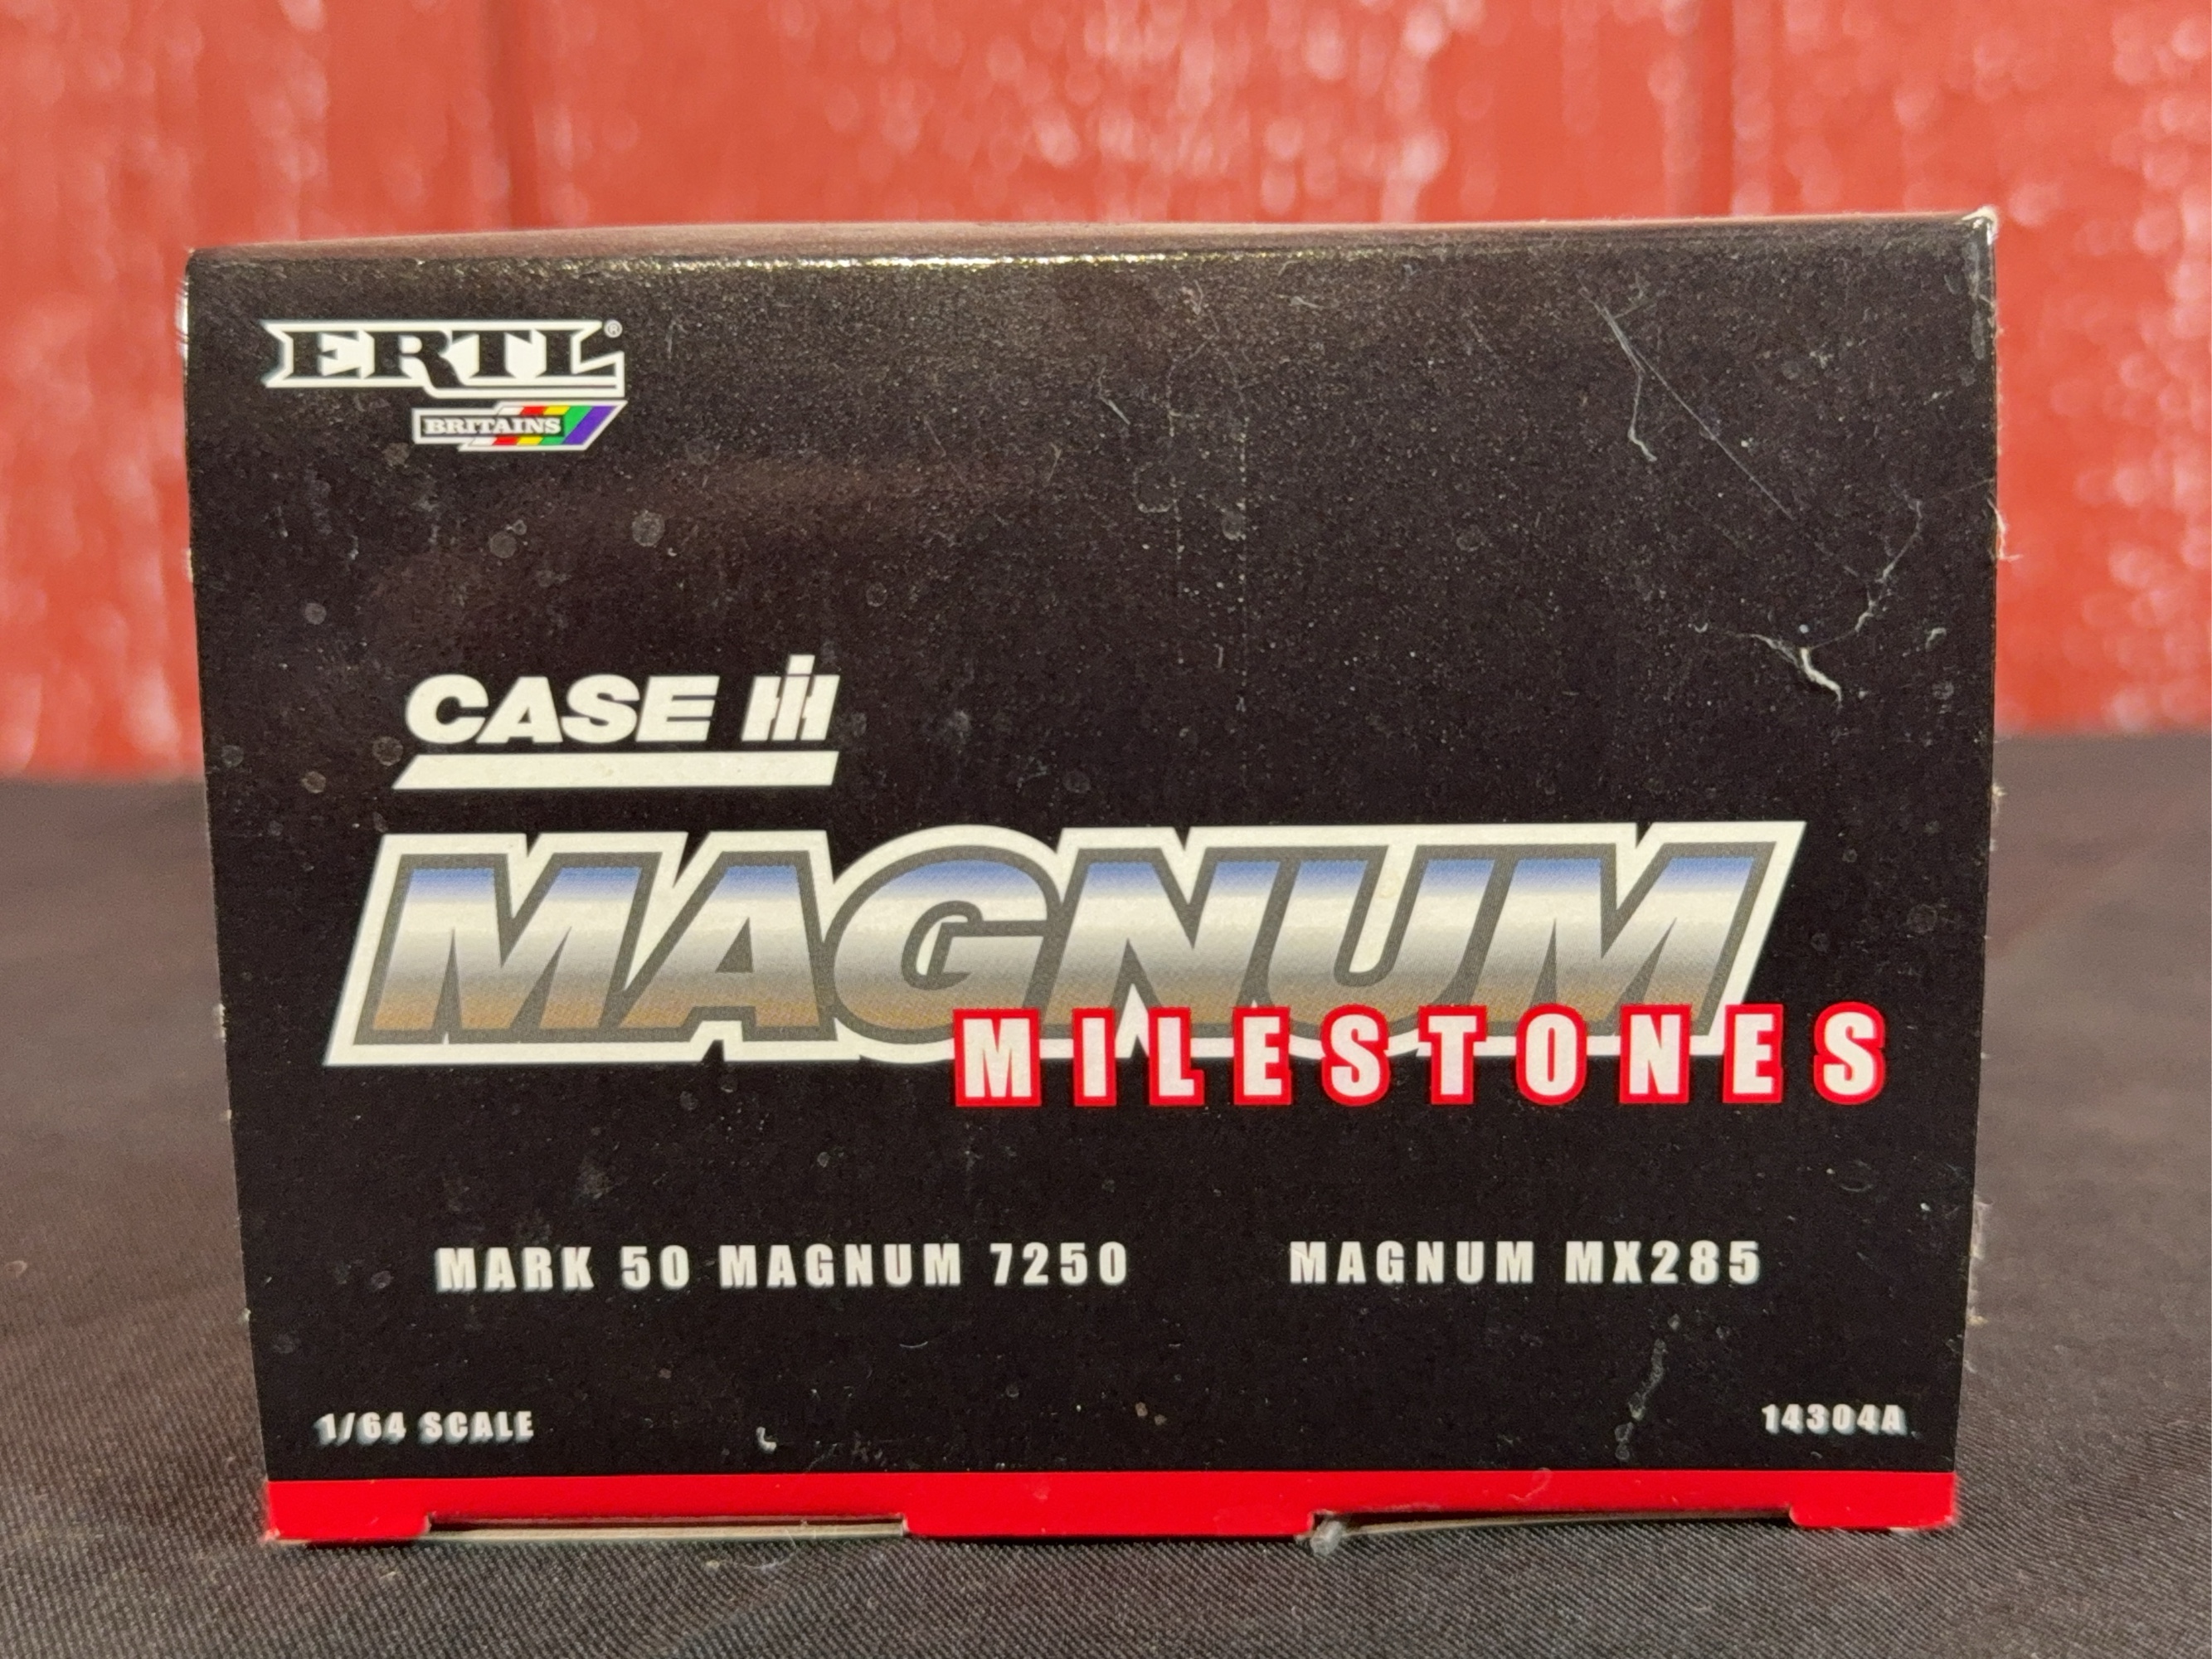 ERTL®
BRITAINS
CASE IH
MAGNUM
MILESTONES
MARK 50 MAGNUM 7250 MAGNUM MX285
1/64 SCALE 14304A